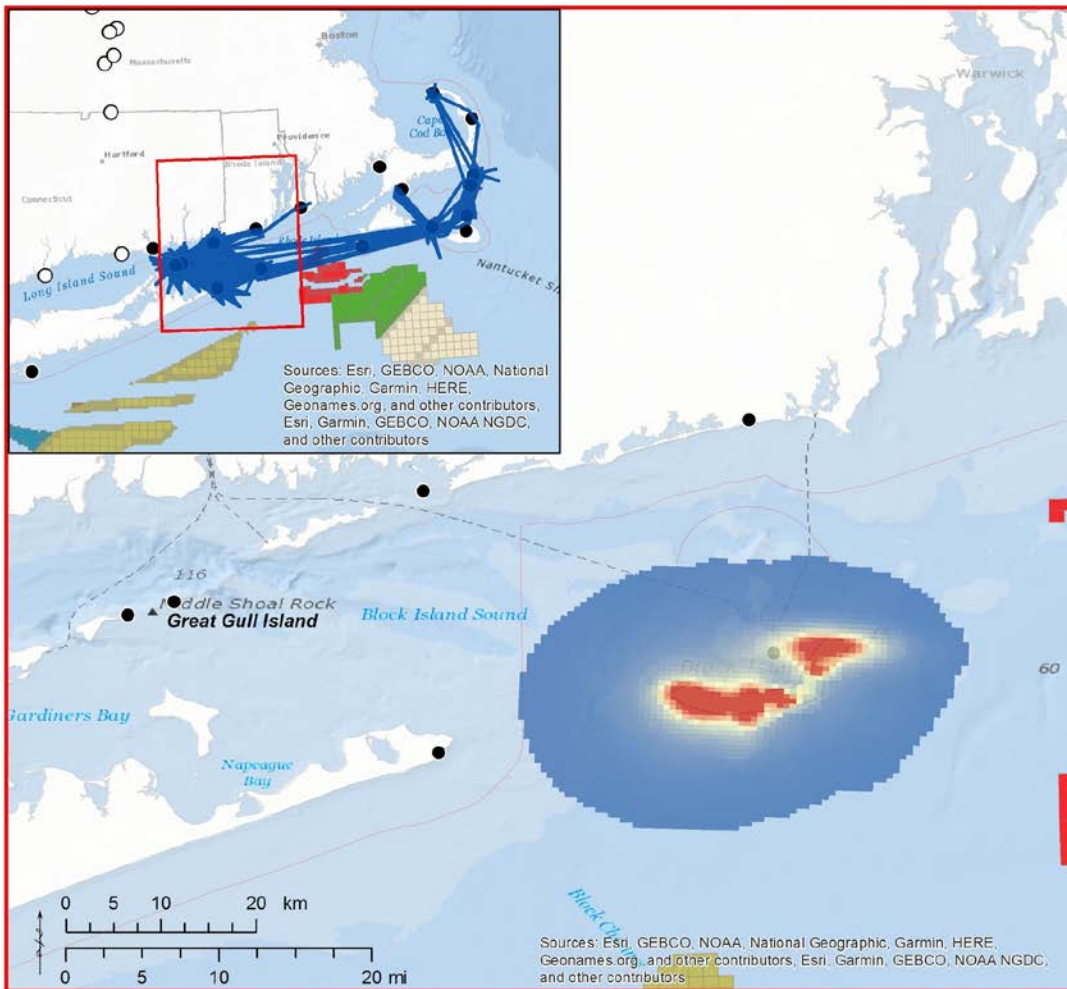 Boston
Massachusetts
Cape
Cod Bay
Hartford
Providence
Rhode Island
Connecticut
Long Island Sound
Nantucket Sh
Sources: Esri, GEBCO, NOAA, National
Geographic, Garmin, HERE,
Geonames.org, and other contributors,
Esri, Garmin, GEBCO, NOAA NGDC,
and other contributors
Warwick
116
Middle Shoal Rock
Great Gull Island
Block Island Sound
60
Gardiners Bay
Napeague
Bay
0 5 10 20 km
0 5 10 20 mi
Sources: Esri, GEBCO, NOAA, National Geographic, Garmin, HERE,
Geonames.org, and other contributors, Esri, Garmin, GEBCO, NOAA NGDC,
and other contributors